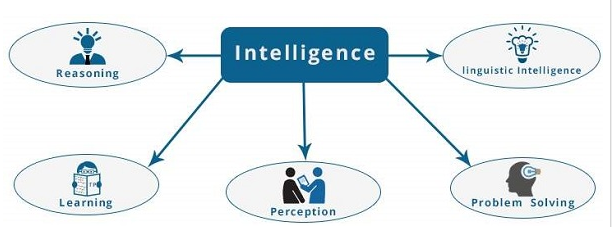 Intelligence
Reasoning
linguistic Intelligence
Learning
Perception
Problem Solving